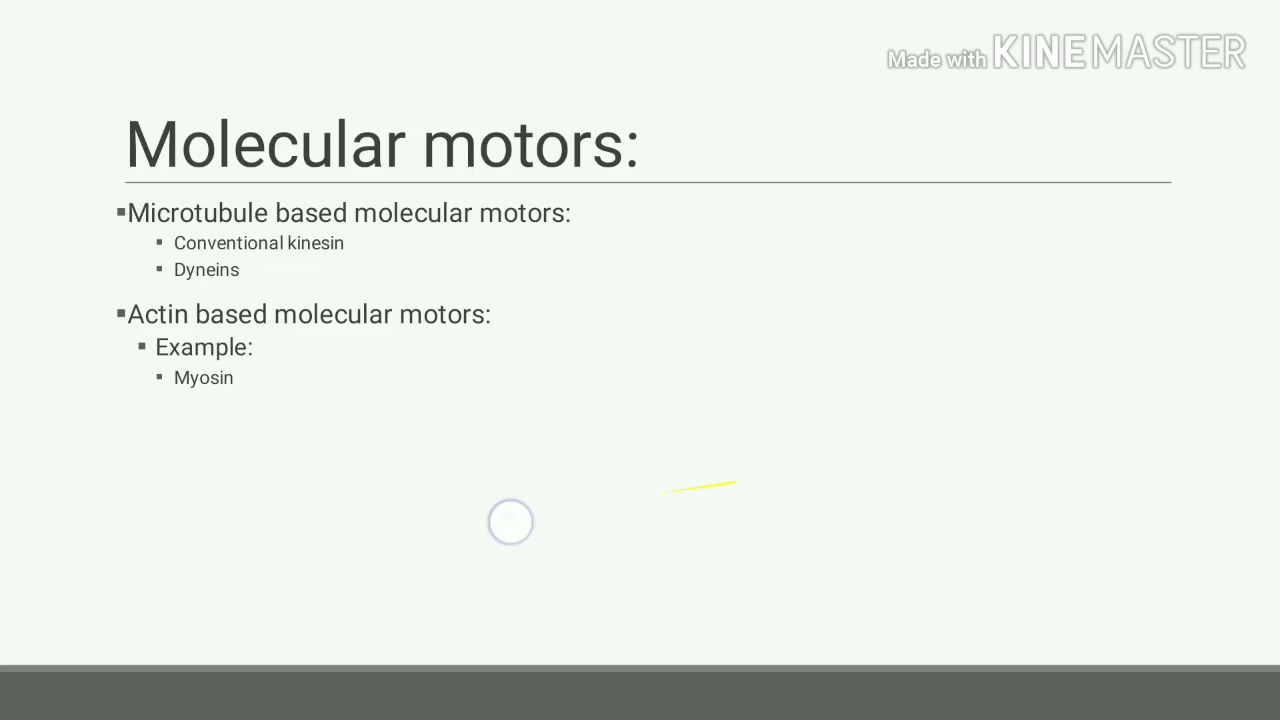 Made with KINEMASTER
Molecular motors:
▪Microtubule based molecular motors:
▪ Conventional kinesin
▪ Dyneins
▪Actin based molecular motors:
▪ Example:
▪ Myosin